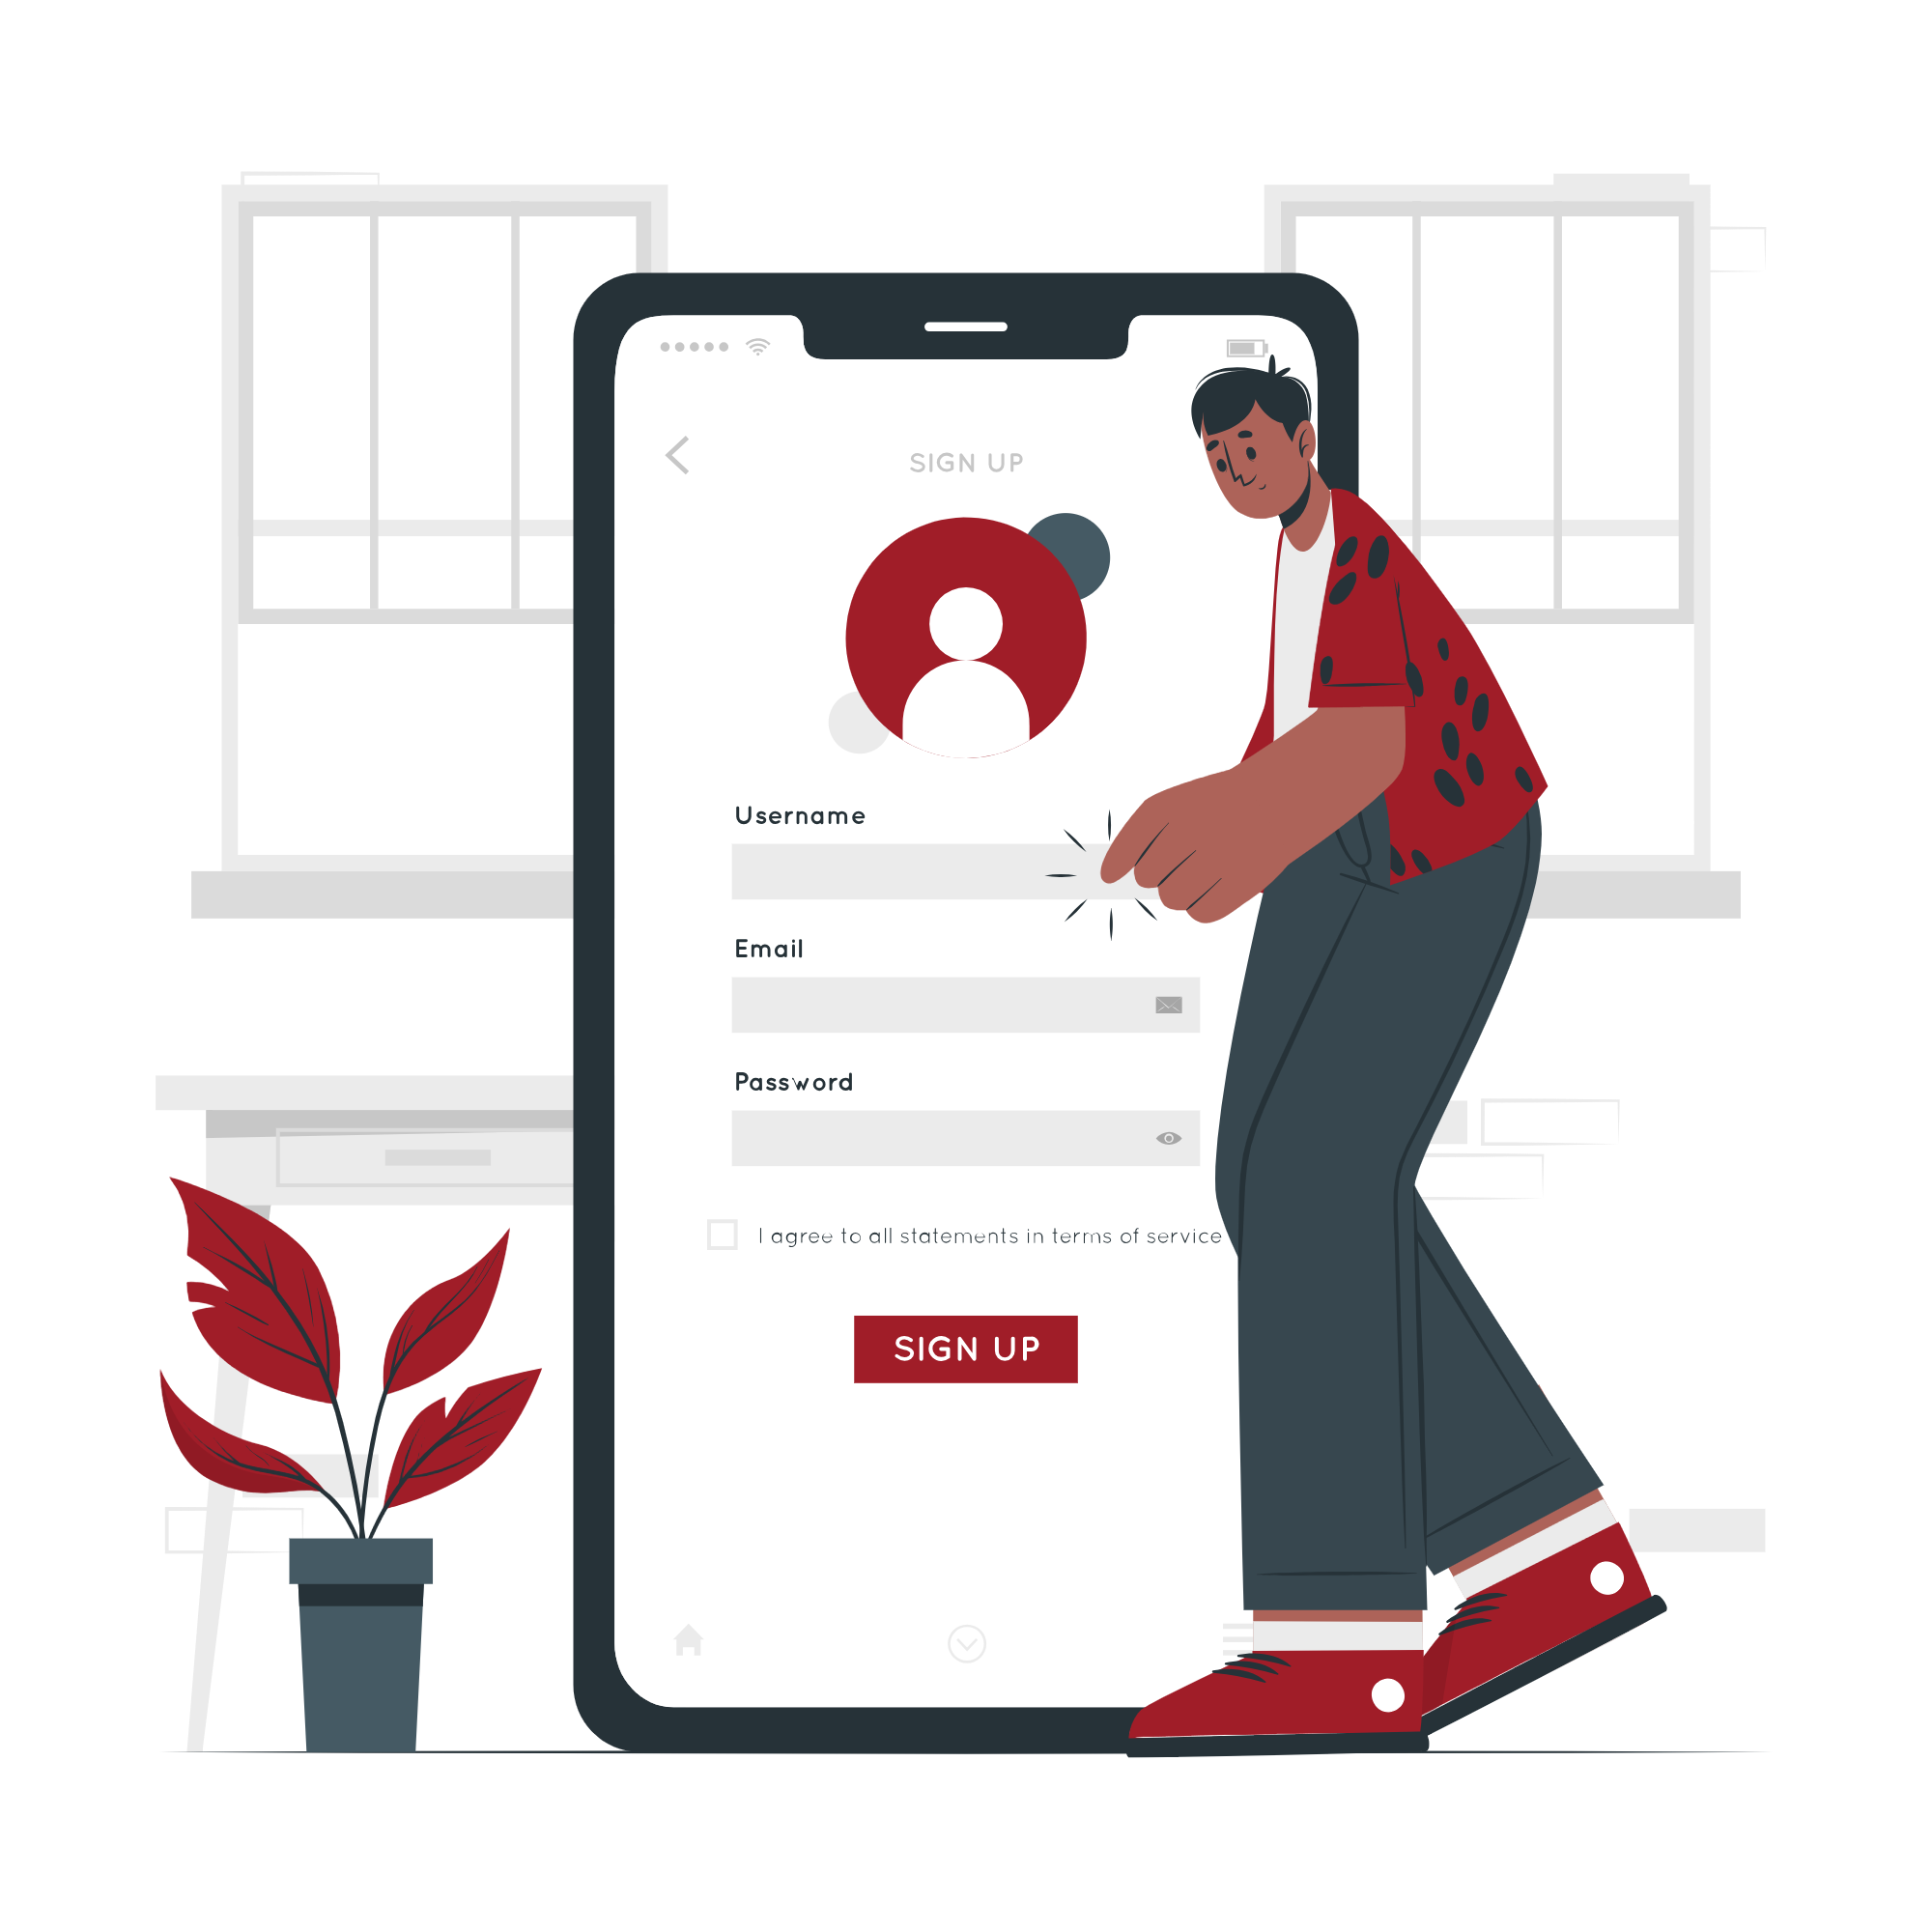 SIGN UP
Username
Email
Password
I agree to all statements in terms of service
SIGN UP